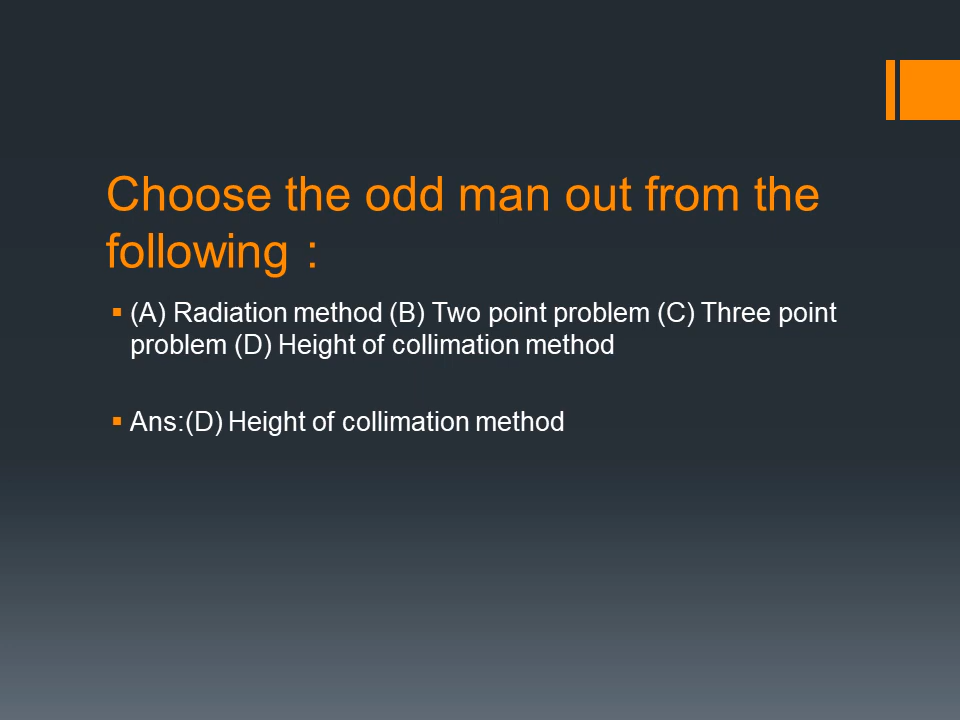 Choose the odd man out from the
following :
▪ (A) Radiation method (B) Two point problem (C) Three point
problem (D) Height of collimation method
▪ Ans:(D) Height of collimation method